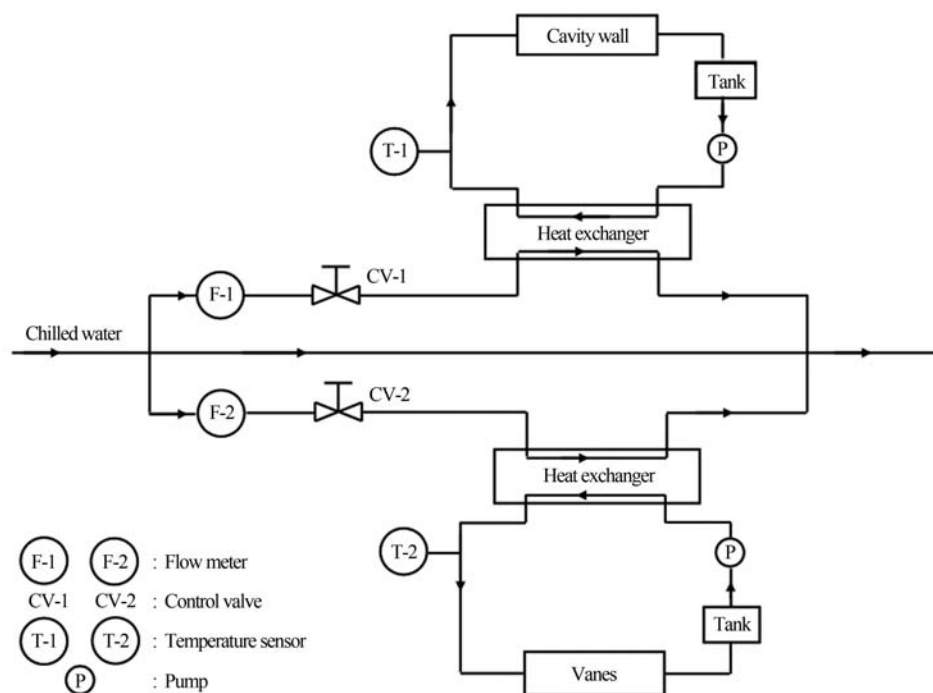 Cavity wall
Tank
T-1
P
Heat exchanger
F-1
CV-1
Chilled water
F-2
CV-2
Heat exchanger
T-2
P
Tank
Vanes
F-1 F-2 : Flow meter
CV-1 CV-2 : Control valve
T-1 T-2 : Temperature sensor
P : Pump